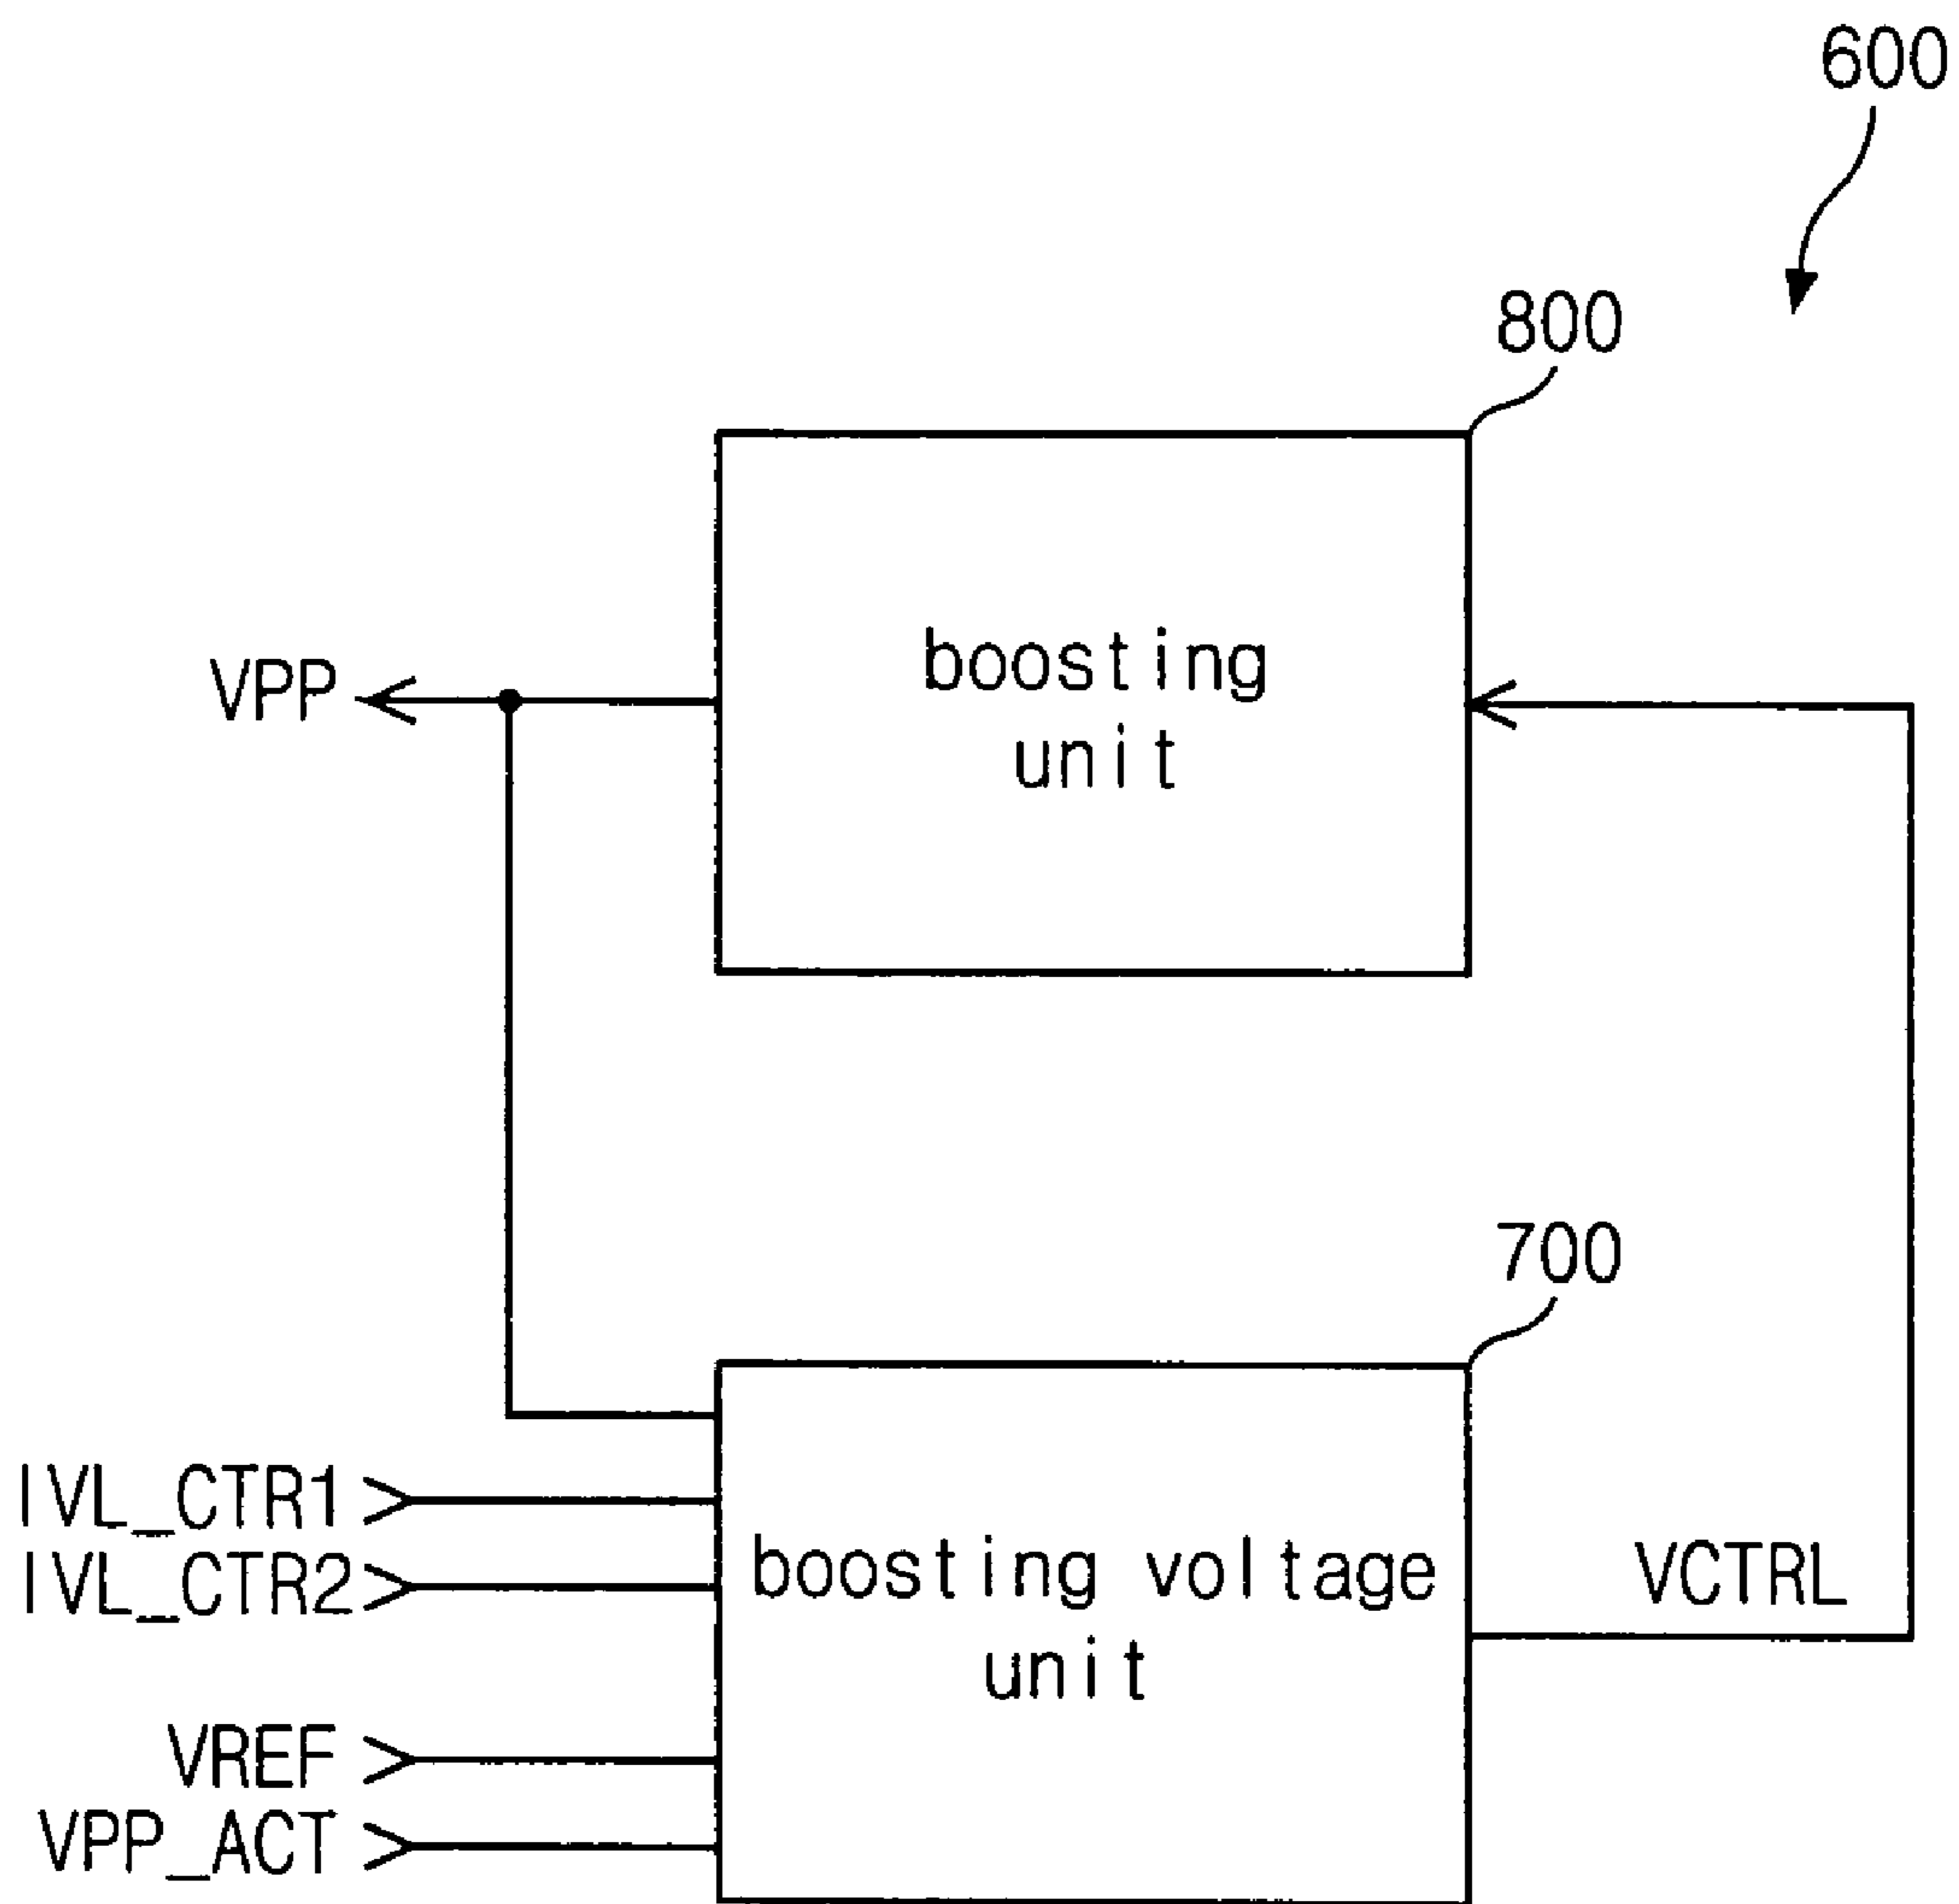 600
800
boosting
unit
VPP
700
IVL_CTR1
IVL_CTR2
boosting voltage
unit
VCTRL
VREF
VPP_ACT